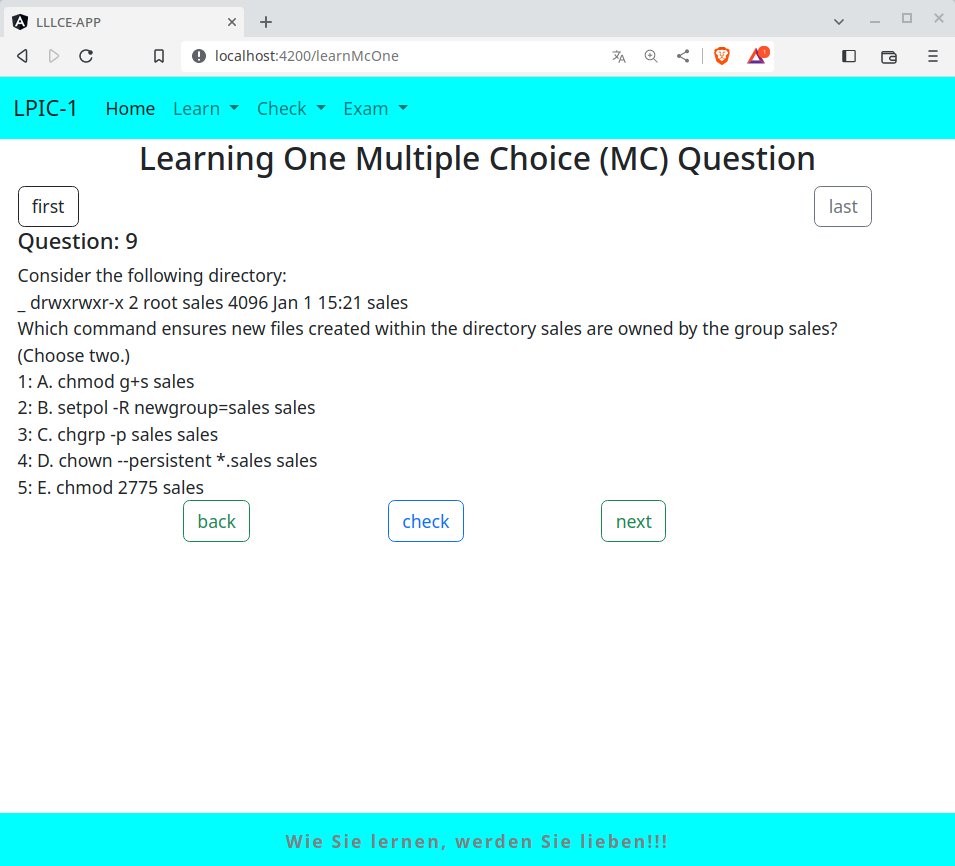 LLLCE-APP
localhost:4200/learnMcOne
1
LPIC-1 Home Learn Check Exam
Learning One Multiple Choice (MC) Question
first last
Question: 9
Consider the following directory:
_ drwxrwxr-x 2 root sales 4096 Jan 1 15:21 sales
Which command ensures new files created within the directory sales are owned by the group sales?
(Choose two.)
1: A. chmod g+s sales
2: B. setpol -R newgroup=sales sales
3: C. chgrp -p sales sales
4: D. chown --persistent *.sales sales
5: E. chmod 2775 sales
back check next
Wie Sie lernen, werden Sie lieben!!!